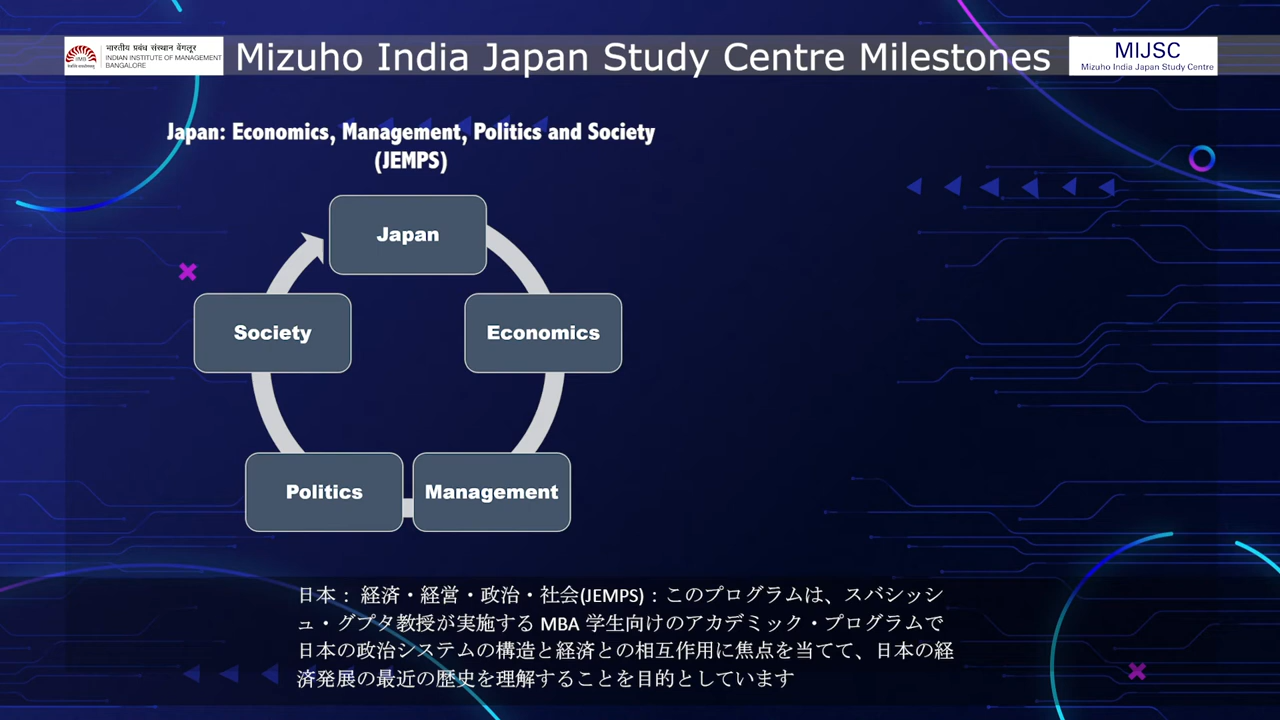 भारतीय प्रबंध संस्थान बेंगलूर
INDIAN INSTITUTE OF MANAGEMENT
BANGALORE
IIMB
Mizuho India Japan Study Centre Milestones
MIJSC
Mizuho India Japan Study Centre
Japan: Economics, Management, Politics and Society
(JEMPS)
Japan
Society
Economics
Politics
Management
日本： 経済・経営・政治・社会(JEMPS)：このプログラムは、スバシッシ
ュ・グプタ教授が実施する MBA 学生向けのアカデミック・プログラムで
日本の政治システムの構造と経済との相互作用に焦点を当てて、日本の経
済発展の最近の歴史を理解することを目的としています